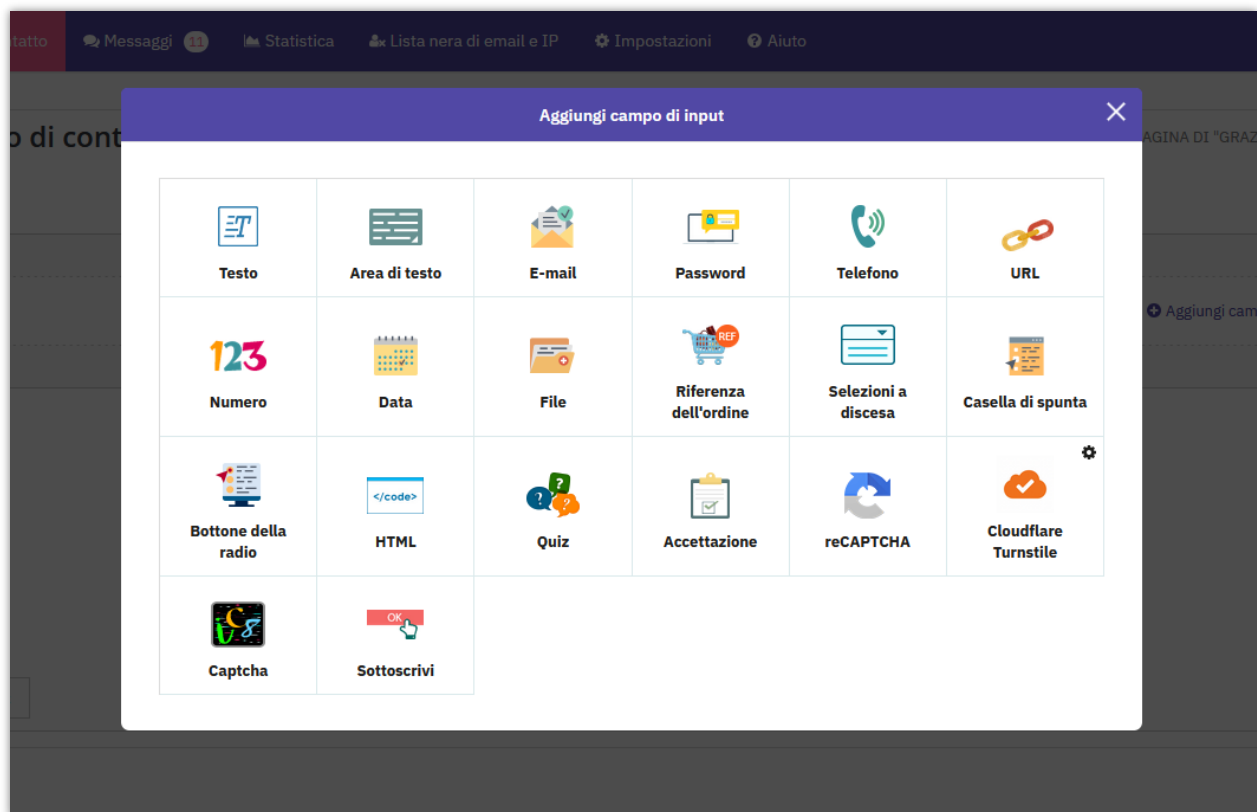 tatto Messaggi 11 Statistica Lista nera di email e IP Impostazioni Aiuto
o di cont
Aggiungi campo di input
AGINA DI "GRAZ
Testo Area di testo E-mail Password Telefono URL
Aggiungi cam
123
REF
Numero Data File Riferenza dell'ordine Selezioni a discesa Casella di spunta
</code>
Bottone della radio HTML Quiz Accettazione reCAPTCHA Cloudflare Turnstile
OK
Captcha Sottoscrivi